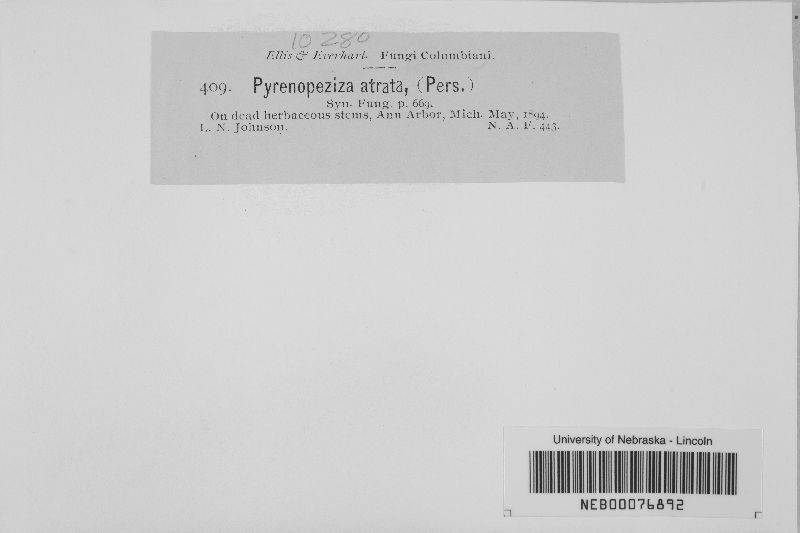 10280
Ellis & Everhart. Fungi Columbiani.
409. Pyrenopeziza atrata, (Pers.)
Syn. Fung. p. 669.
On dead herbaceous stems, Ann Arbor, Mich. May, 1894.
L. N. Johnson. N. A. F. 443.
University of Nebraska - Lincoln
NEB00076892